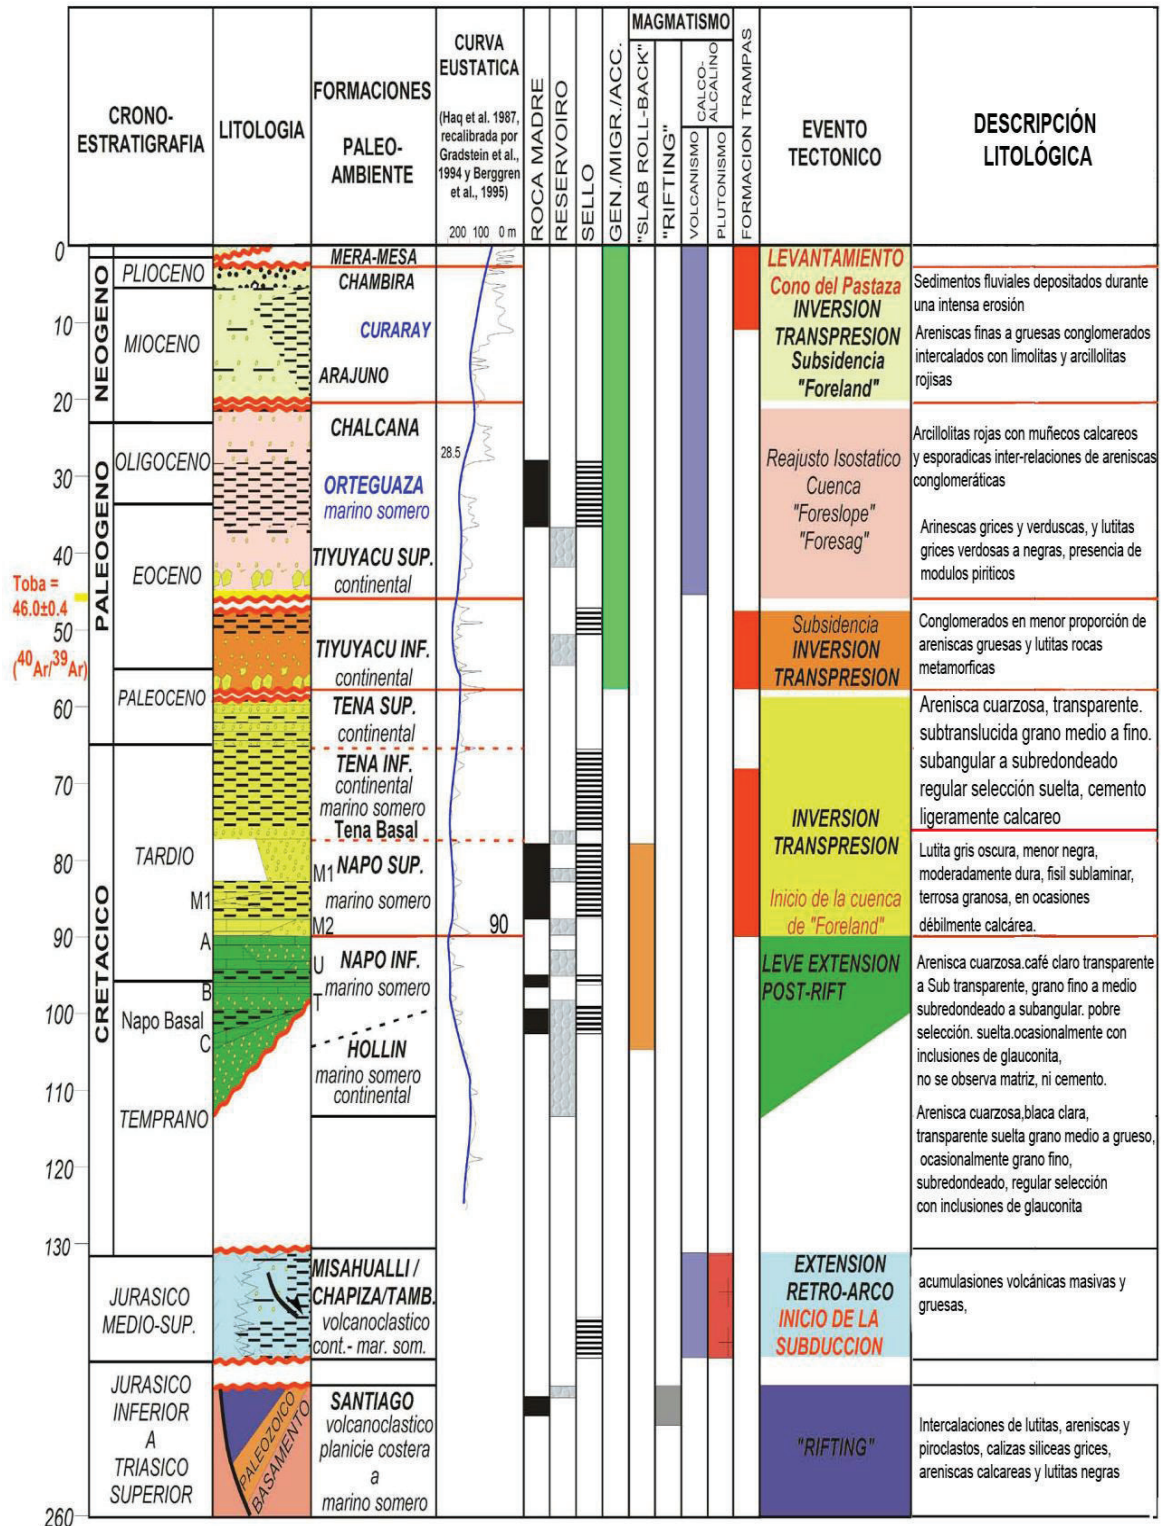 CRONO-
ESTRATIGRAFIA
LITOLOGIA
FORMACIONES
PALEO-
AMBIENTE
CURVA
EUSTATICA
(Haq et al. 1987,
recalibrada por
Gradstein et al.,
1994 y Berggren
et al., 1995)
200 100 0 m
ROCA MADRE
RESERVOIRO
SELLO
GEN./MIGR./ACC.
MAGMATISMO
"SLAB ROLL-BACK"
"RIFTING"
CALCO-
ALCALINO
VOLCANISMO
PLUTONISMO
FORMACION TRAMPAS
EVENTO
TECTONICO
DESCRIPCIÓN
LITOLÓGICA
0
10
20
30
40
50
60
70
80
90
100
110
120
130
260
Toba =
46.0±0.4
(40Ar/39Ar)
NEOGENO
PALEOGENO
CRETACICO
PLIOCENO
MIOCENO
OLIGOCENO
EOCENO
PALEOCENO
TARDIO
M1
A
B
Napo Basal
C
TEMPRANO
JURASICO
MEDIO-SUP.
JURASICO
INFERIOR
A
TRIASICO
SUPERIOR
PALEOZOICO
BASAMENTO
MERA-MESA
CHAMBIRA
CURARAY
ARAJUNO
CHALCANA
28.5
ORTEGUAZA
marino somero
TIYUYACU SUP.
continental
TIYUYACU INF.
continental
TENA SUP.
continental
TENA INF.
continental
marino somero
Tena Basal
M1 NAPO SUP.
marino somero
M2
90
U NAPO INF.
marino somero
T
HOLLIN
marino somero
continental
MISAHUALLI /
CHAPIZA/TAMB.
volcanoclastico
cont.- mar. som.
SANTIAGO
volcanoclastico
planicie costera
a
marino somero
LEVANTAMIENTO
Cono del Pastaza
INVERSION
TRANSPRESION
Subsidencia
"Foreland"
Reajusto Isostatico
Cuenca
"Foreslope"
"Foresag"
Subsidencia
INVERSION
TRANSPRESION
INVERSION
TRANSPRESION
Inicio de la cuenca
de "Foreland"
LEVE EXTENSION
POST-RIFT
EXTENSION
RETRO-ARCO
INICIO DE LA
SUBDUCCION
"RIFTING"
Sedimentos fluviales depositados durante
una intensa erosión
Areniscas finas a gruesas conglomerados
intercalados con limolitas y arcillolitas
rojisas
Arcillolitas rojas con muñecos calcareos
y esporadicas inter-relaciones de areniscas
conglomeráticas
Arinescas grices y verduscas, y lutitas
grices verdosas a negras, presencia de
modulos piriticos
Conglomerados en menor proporción de
areniscas gruesas y lutitas rocas
metamorficas
Arenisca cuarzosa, transparente.
subtranslucida grano medio a fino.
subangular a subredondeado
regular selección suelta, cemento
ligeramente calcareo
Lutita gris oscura, menor negra,
moderadamente dura, fisil sublaminar,
terrosa granosa, en ocasiones
débilmente calcárea.
Arenisca cuarzosa.café claro transparente
a Sub transparente, grano fino a medio
subredondeado a subangular. pobre
selección. suelta.ocasionalmente con
inclusiones de glauconita,
no se observa matriz, ni cemento.
Arenisca cuarzosa,blaca clara,
transparente suelta grano medio a grueso,
ocasionalmente grano fino,
subredondeado, regular selección
con inclusiones de glauconita
acumulasiones volcánicas masivas y
gruesas,
Intercalaciones de lutitas, areniscas y
piroclastos, calizas siliceas grices,
areniscas calcareas y lutitas negras